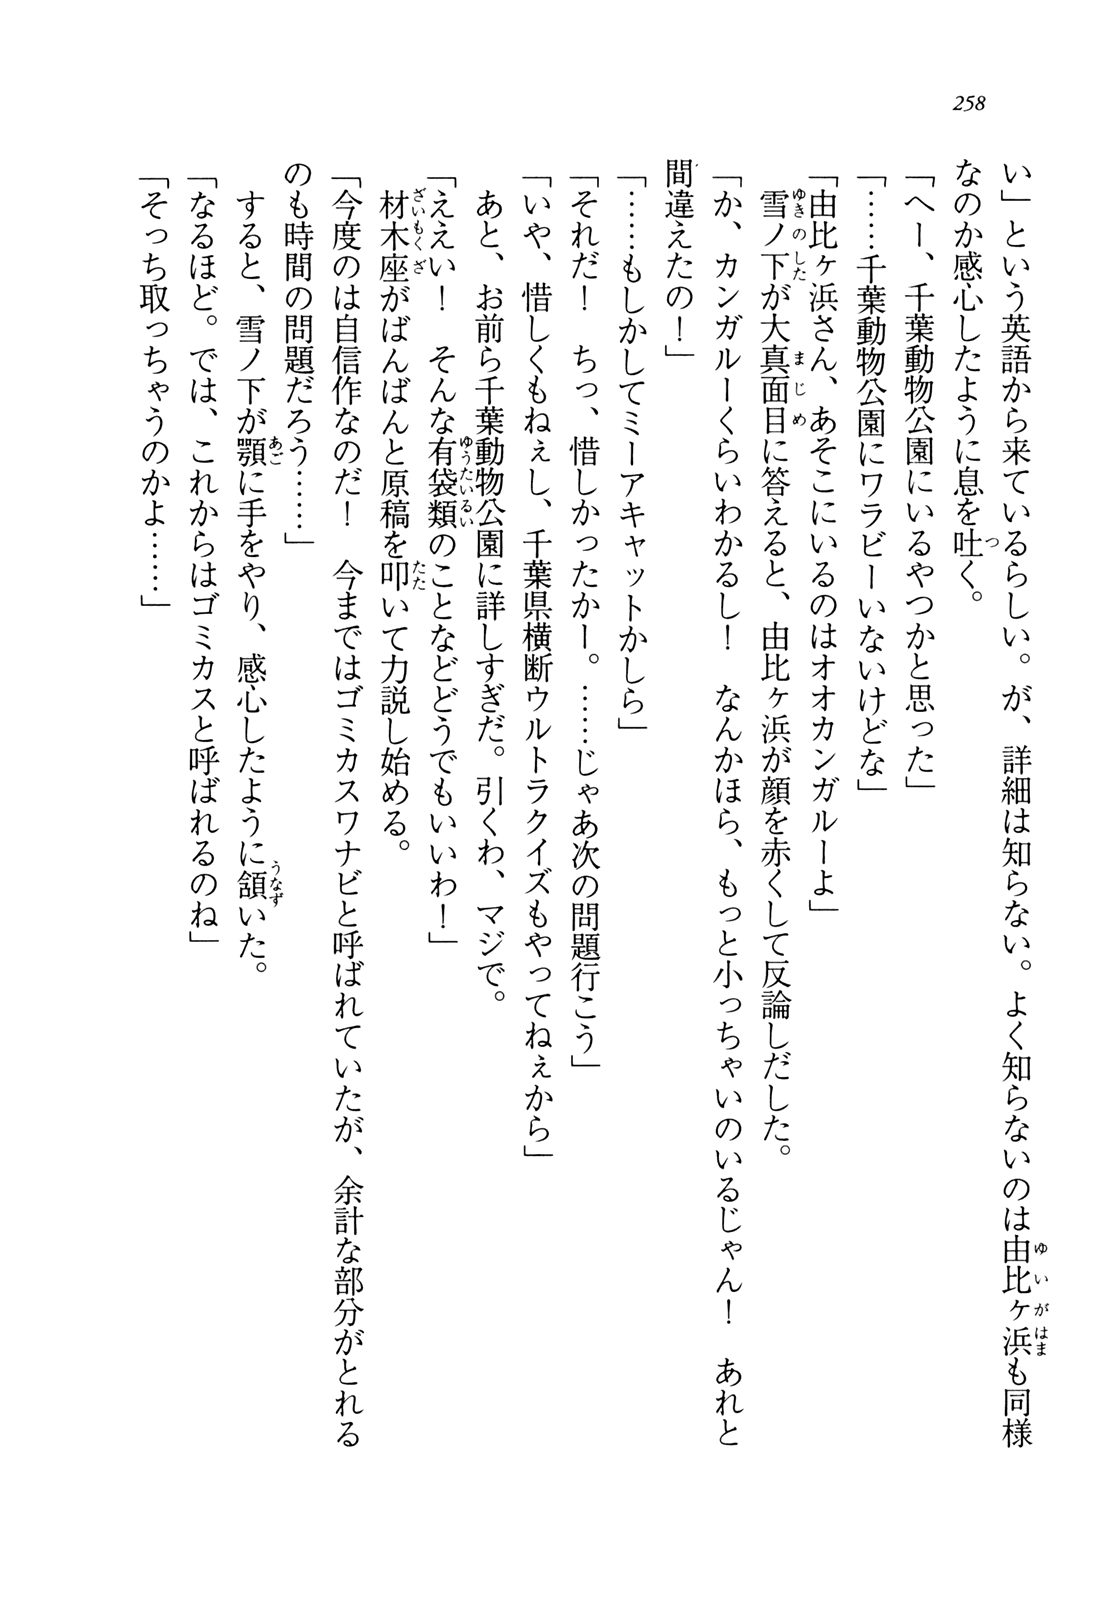 258
い」という英語から来ているらしい。が、詳細は知らない。よく知らないのは由比ヶ浜も同様
なのか感心したように息を吐く。
「へー、千葉動物公園にいるやつかと思った」
「……千葉動物公園にワラビーいないけどな」
「由比ヶ浜さん、あそこにいるのはオオカンガルーよ」
雪ノ下が大真面目に答えると、由比ヶ浜が顔を赤くして反論しだした。
「か、カンガルーくらいわかるし！　なんかほら、もっと小っちゃいのいるじゃん！　あれと
間違えたの！」
「……もしかしてミーアキャットかしら」
「それだ！　ちっ、惜しかったかー。……じゃあ次の問題行こう」
「いや、惜しくもねぇし、千葉県横断ウルトラクイズもやってねぇから」
あと、お前ら千葉動物公園に詳しすぎだ。引くわ、マジで。
「ええい！　そんな有袋類のことなどどうでもいいわ！」
材木座がばんばんと原稿を叩いて力説し始める。
「今度のは自信作なのだ！　今まではゴミカスワナビと呼ばれていたが、余計な部分がとれる
のも時間の問題だろう……」
すると、雪ノ下が顎に手をやり、感心したように頷いた。
「なるほど。では、これからはゴミカスと呼ばれるのね」
「そっち取っちゃうのかよ……」